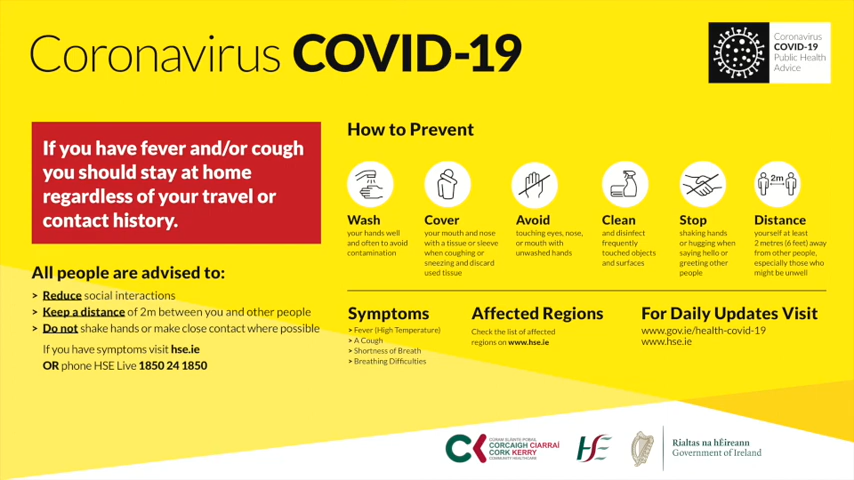 Coronavirus COVID-19
Coronavirus
COVID-19
Public Health
Advice
If you have fever and/or cough
you should stay at home
regardless of your travel or
contact history.
All people are advised to:
> Reduce social interactions
> Keep a distance of 2m between you and other people
> Do not shake hands or make close contact where possible
If you have symptoms visit hse.ie
OR phone HSE Live 1850 24 1850
How to Prevent
Wash
your hands well
and often to avoid
contamination
Cover
your mouth and nose
with a tissue or sleeve
when coughing or
sneezing and discard
used tissue
Avoid
touching eyes, nose,
or mouth with
unwashed hands
Clean
and disinfect
frequently
touched objects
and surfaces
Stop
shaking hands
or hugging when
saying hello or
greeting other
people
2m
Distance
yourself at least
2 metres (6 feet) away
from other people,
especially those who
might be unwell
Symptoms
> Fever (High Temperature)
> A Cough
> Shortness of Breath
> Breathing Difficulties
Affected Regions
Check the list of affected
regions on www.hse.ie
For Daily Updates Visit
www.gov.ie/health-covid-19
www.hse.ie
CK
CÚRAM SLÁINTE POBAIL
CORCAIGH CIARRAÍ
CORK KERRY
COMMUNITY HEALTHCARE
HSE
Rialtas na hÉireann
Government of Ireland